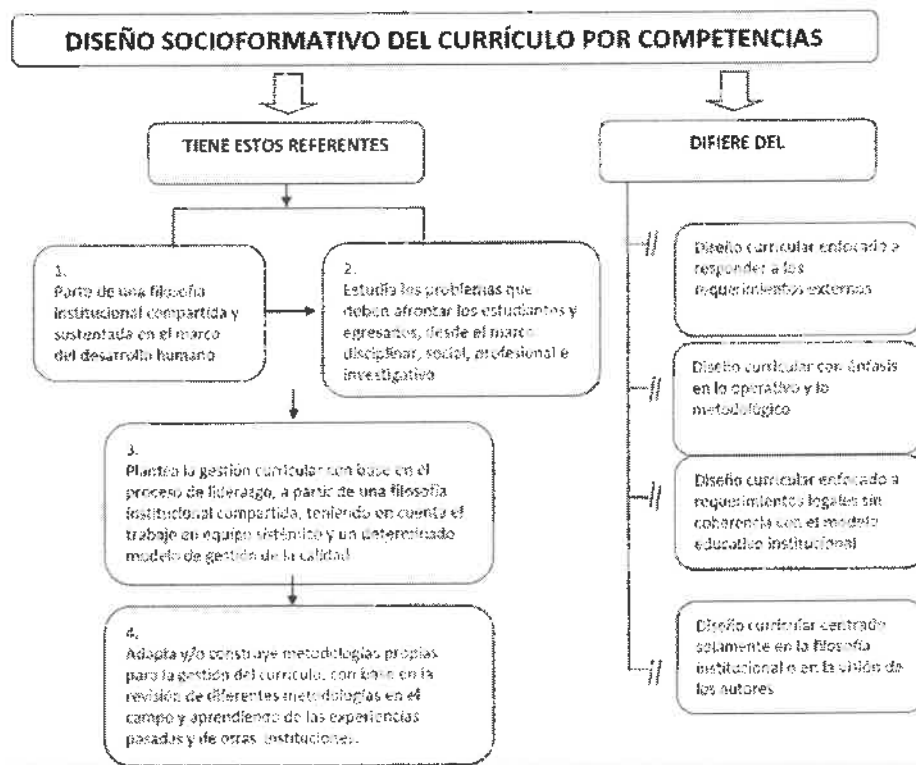 DISEÑO SOCIOFORMATIVO DEL CURRÍCULO POR COMPETENCIAS
TIENE ESTOS REFERENTES
1.
Parte de una filosofía
institucional compartida y
sustentada en el marco
del desarrollo humano
2.
Estudia los problemas que
deben afrontar los estudiantes y
egresados, desde el marco
disciplinar, social, profesional e
investigativo
3.
Plantea la gestión curricular con base en el
proceso de liderazgo, a partir de una filosofía
institucional compartida, teniendo en cuenta el
trabajo en equipo sistémico y un determinado
modelo de gestión de la calidad
4.
Adapta y/o construye metodologías propias
para la gestión del currículo, con base en la
revisión de diferentes metodologías en el
campo y aprendiendo de las experiencias
pasadas y de otras instituciones.
DIFIERE DEL
Diseño curricular enfocado a
responder a los
requerimientos externos
Diseño curricular con énfasis
en lo operativo y lo
metodológico
Diseño curricular enfocado a
requerimientos legales sin
coherencia con el modelo
educativo institucional
Diseño curricular centrado
solamente en la filosofía
institucional o en la visión de
los autores